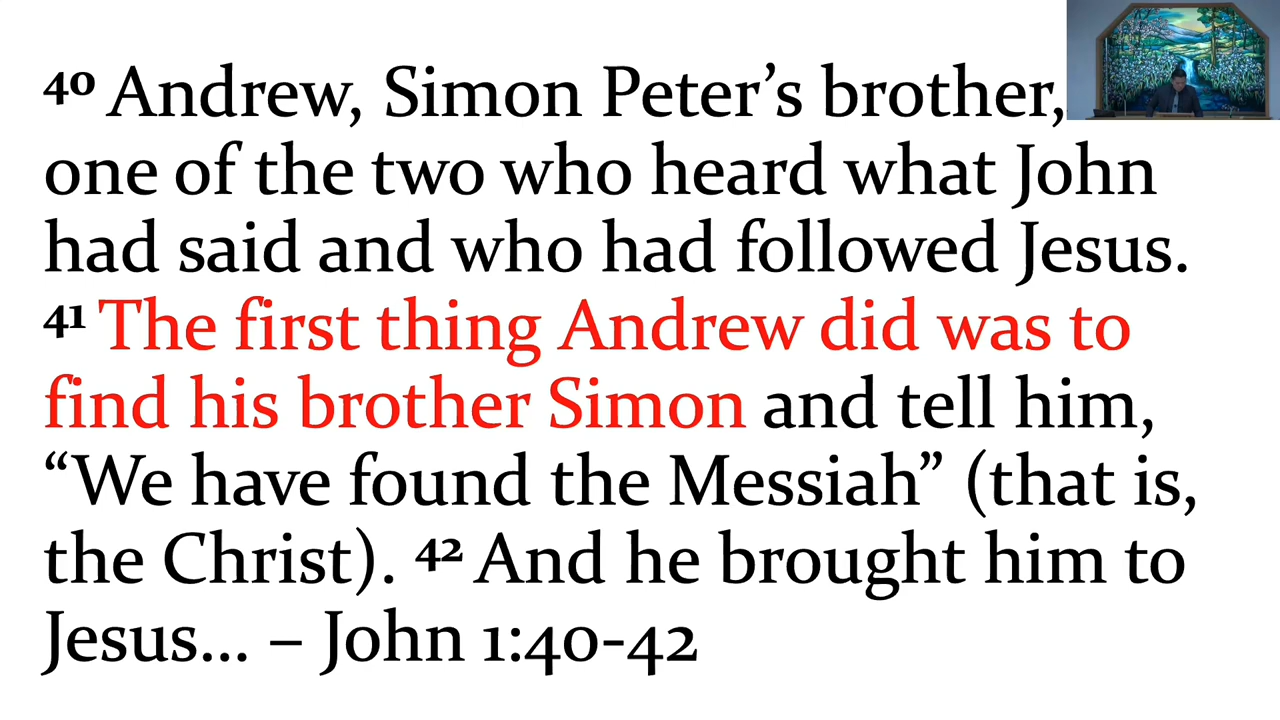 40 Andrew, Simon Peter’s brother,
one of the two who heard what John
had said and who had followed Jesus.
41 The first thing Andrew did was to
find his brother Simon and tell him,
“We have found the Messiah” (that is,
the Christ). 42 And he brought him to
Jesus... – John 1:40-42